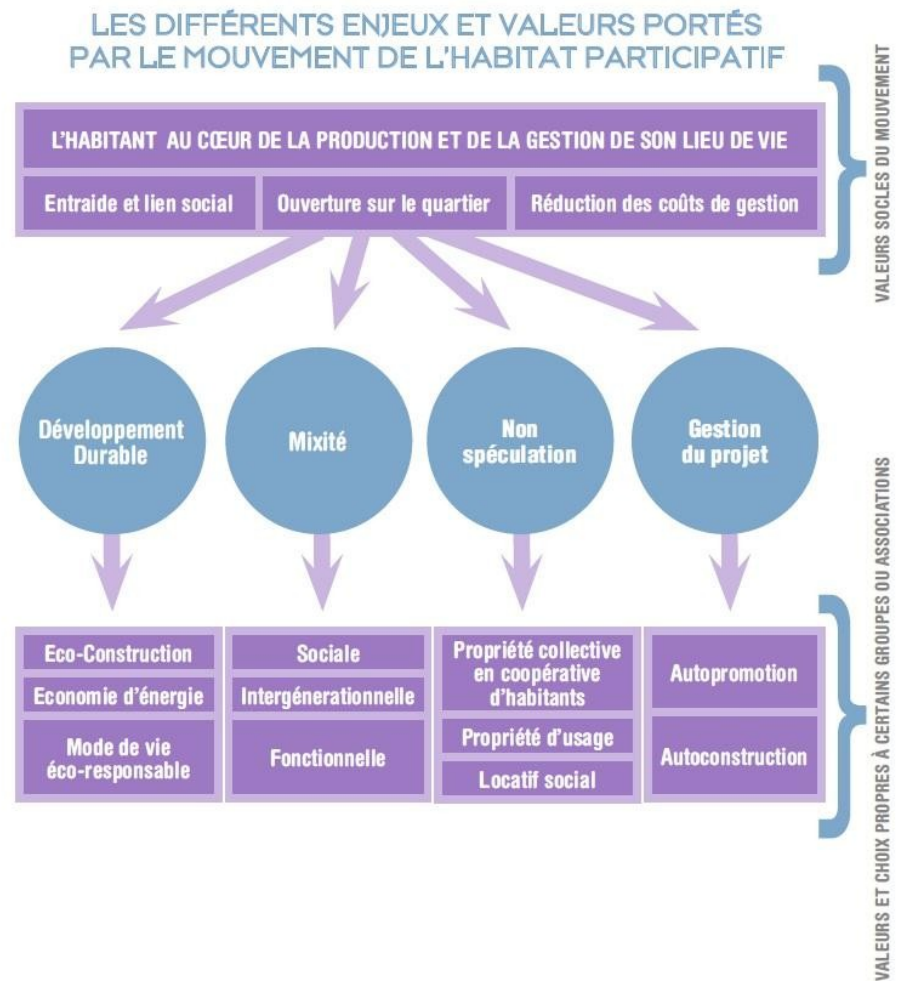 LES DIFFÉRENTS ENJEUX ET VALEURS PORTÉS
PAR LE MOUVEMENT DE L'HABITAT PARTICIPATIF
L'HABITANT AU CŒUR DE LA PRODUCTION ET DE LA GESTION DE SON LIEU DE VIE
Entraide et lien social
Ouverture sur le quartier
Réduction des coûts de gestion
VALEURS SOCLES DU MOUVEMENT
Développement
Durable
Mixité
Non
spéculation
Gestion
du projet
Eco-Construction
Economie d'énergie
Mode de vie
éco-responsable
Sociale
Intergénerationnelle
Fonctionnelle
Propriété collective
en coopérative
d'habitants
Propriété d'usage
Locatif social
Autopromotion
Autoconstruction
VALEURS ET CHOIX PROPRES À CERTAINS GROUPES OU ASSOCIATIONS